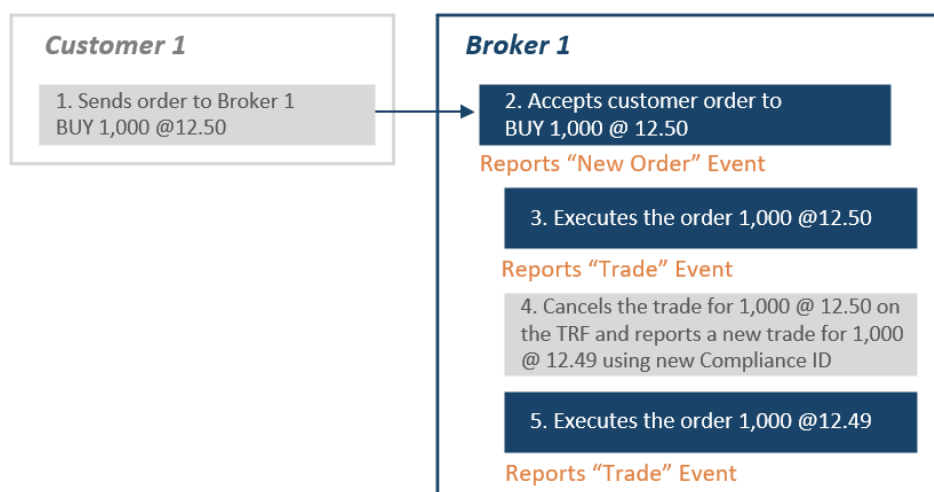 Customer 1
1. Sends order to Broker 1
BUY 1,000 @12.50
Broker 1
2. Accepts customer order to
BUY 1,000 @ 12.50
Reports “New Order” Event
3. Executes the order 1,000 @12.50
Reports “Trade” Event
4. Cancels the trade for 1,000 @ 12.50 on
the TRF and reports a new trade for 1,000
@ 12.49 using new Compliance ID
5. Executes the order 1,000 @12.49
Reports “Trade” Event